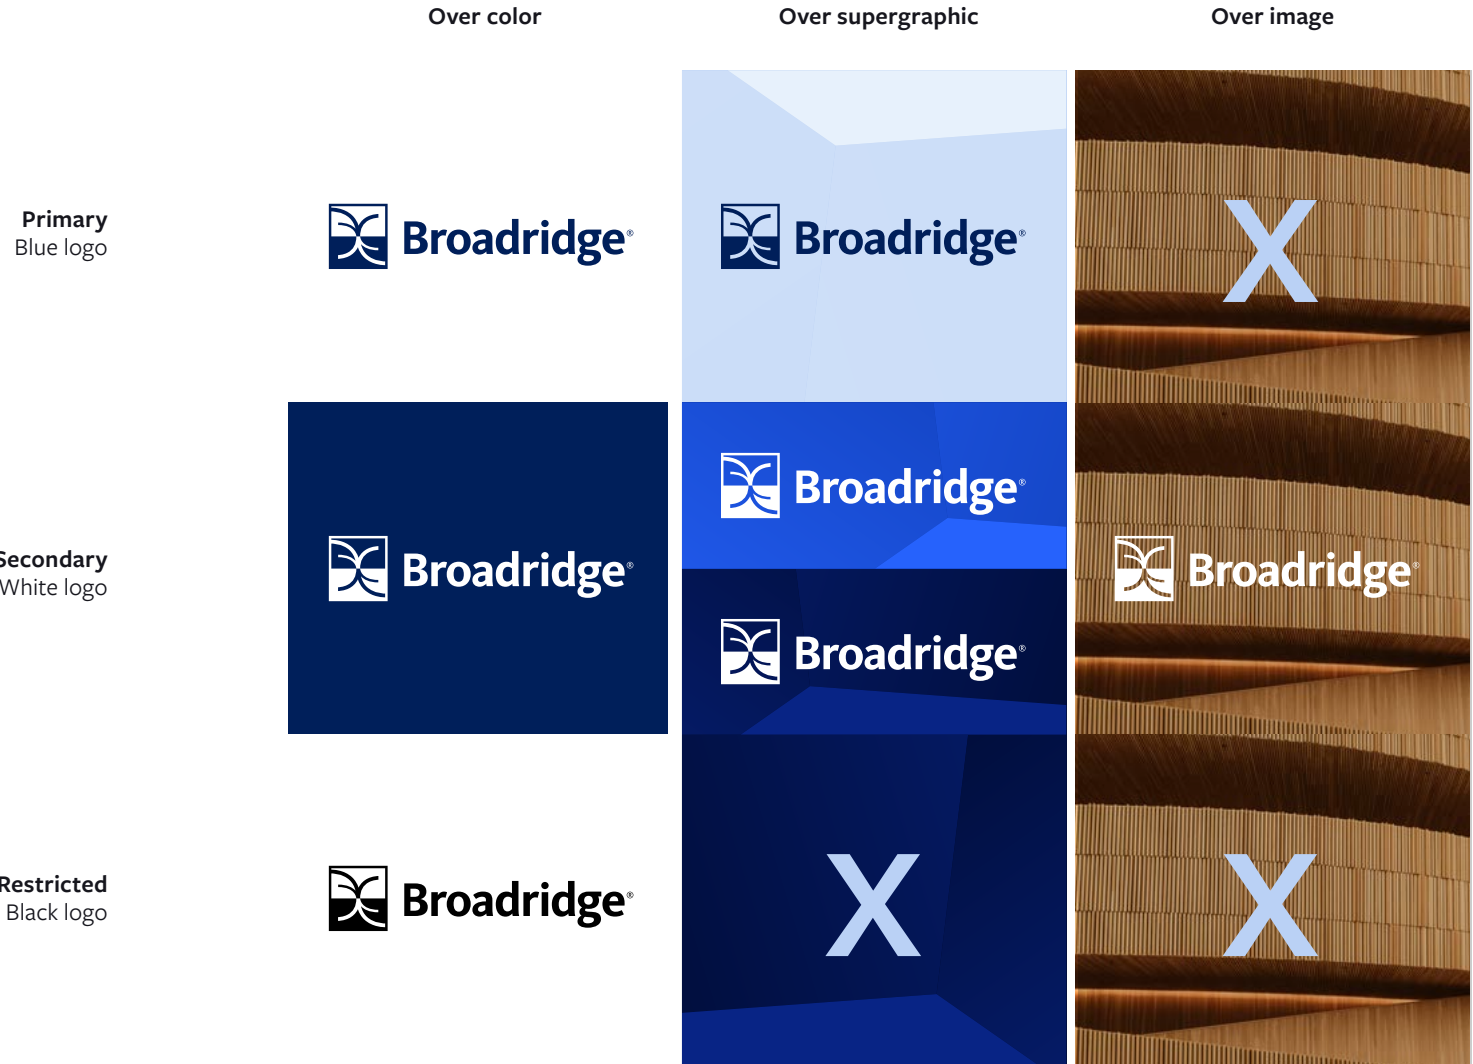 Over color
Over supergraphic
Over image
Primary
Blue logo
Broadridge®
Broadridge®
X
Secondary
White logo
Broadridge®
Broadridge®
Broadridge®
Broadridge®
Restricted
Black logo
Broadridge®
X
X